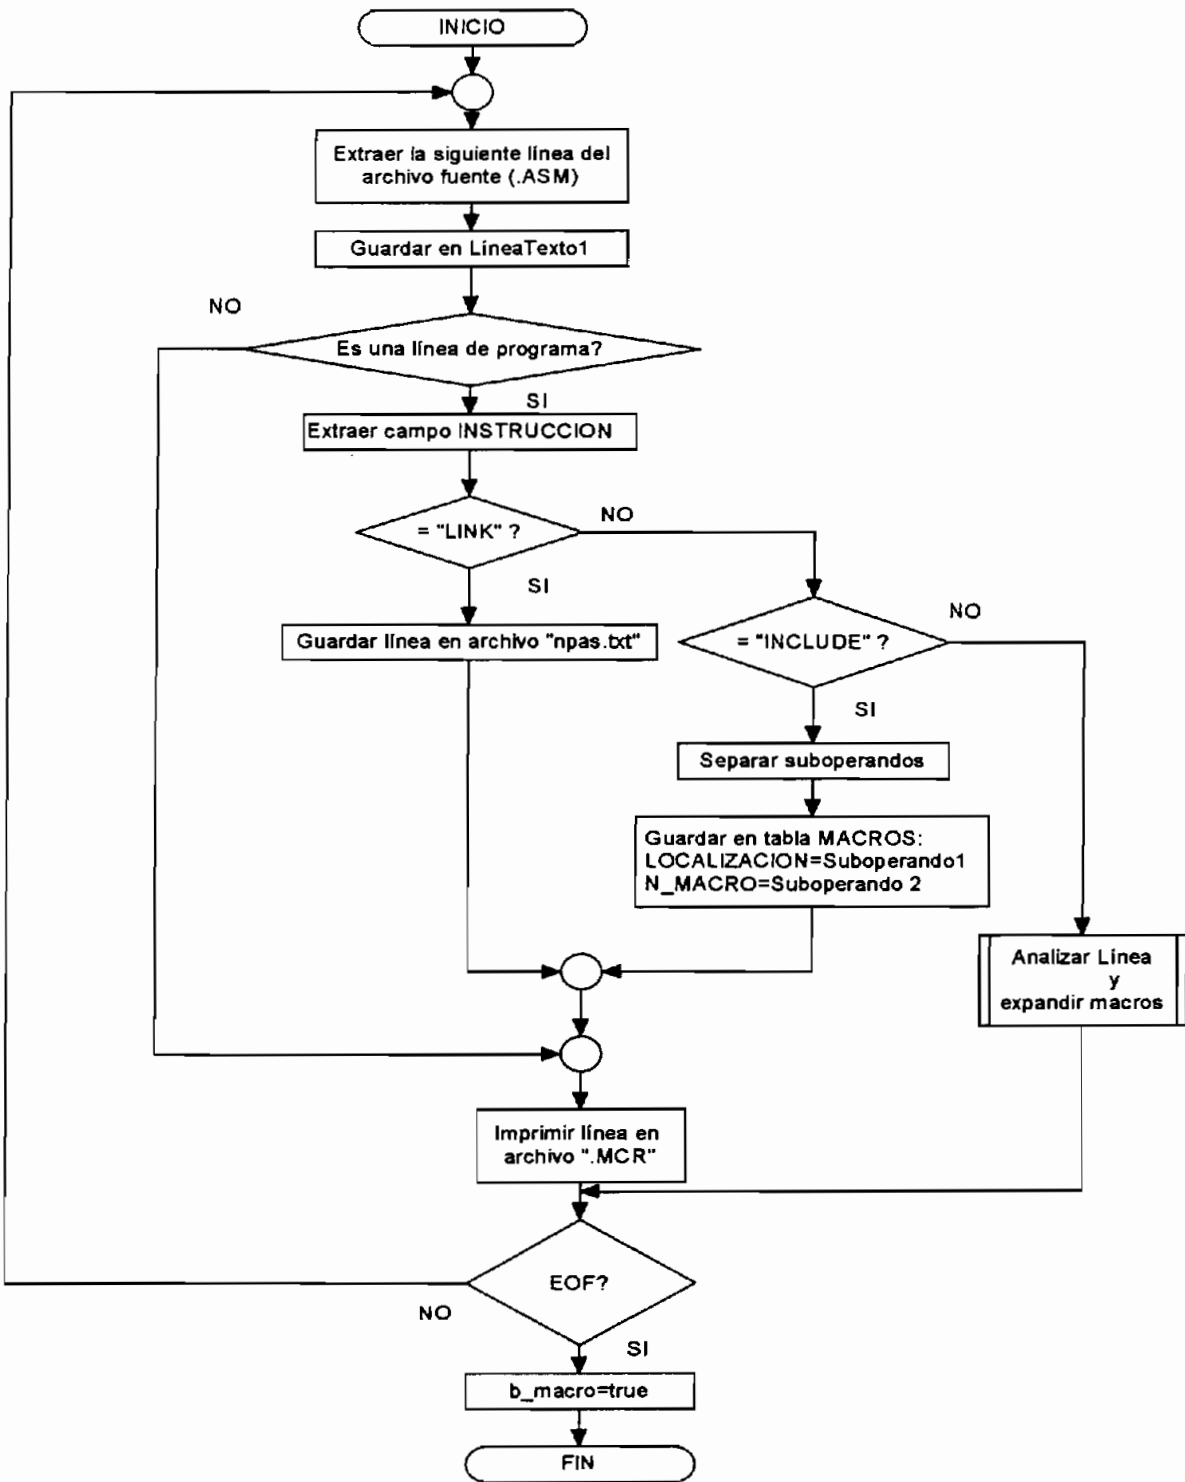 INICIO
Extraer la siguiente línea del
archivo fuente (.ASM)
Guardar en LíneaTexto1
NO
Es una línea de programa?
SI
Extraer campo INSTRUCCION
= "LINK" ?
NO
SI
Guardar línea en archivo "npas.txt"
= "INCLUDE" ?
NO
SI
Separar suboperandos
Guardar en tabla MACROS:
LOCALIZACION=Suboperando1
N_MACRO=Suboperando 2
Analizar Línea
y
expandir macros
Imprimir línea en
archivo ".MCR"
EOF?
NO
SI
b_macro=true
FIN